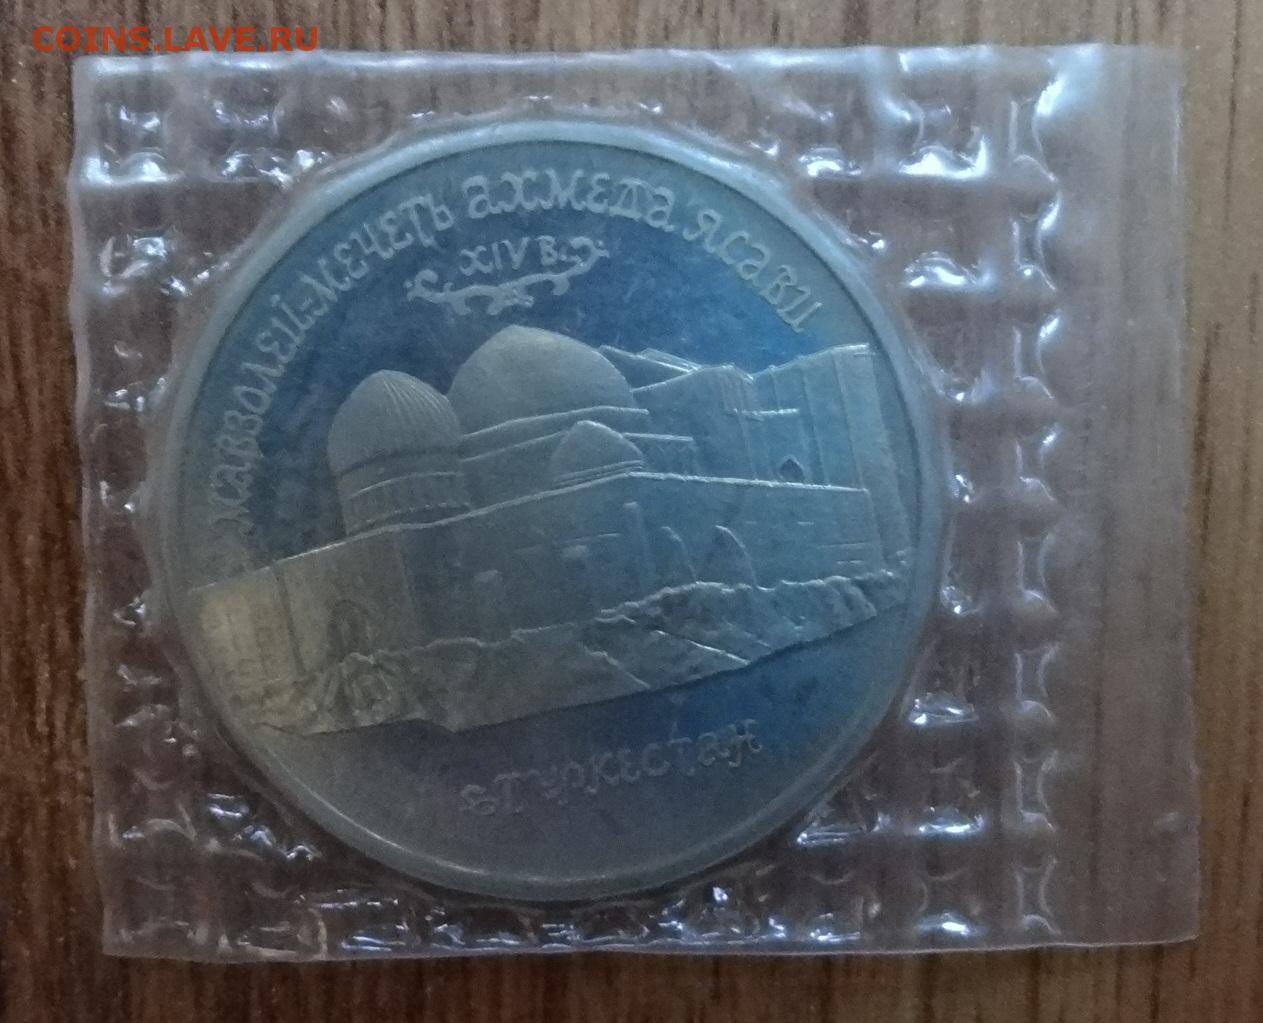 COINS.LAVE.RU
МАВЗОЛЕЙ-МЕЧЕТЬ АХМЕДА ЯСАВИ
XIV В.
г. ТУРКЕСТАН